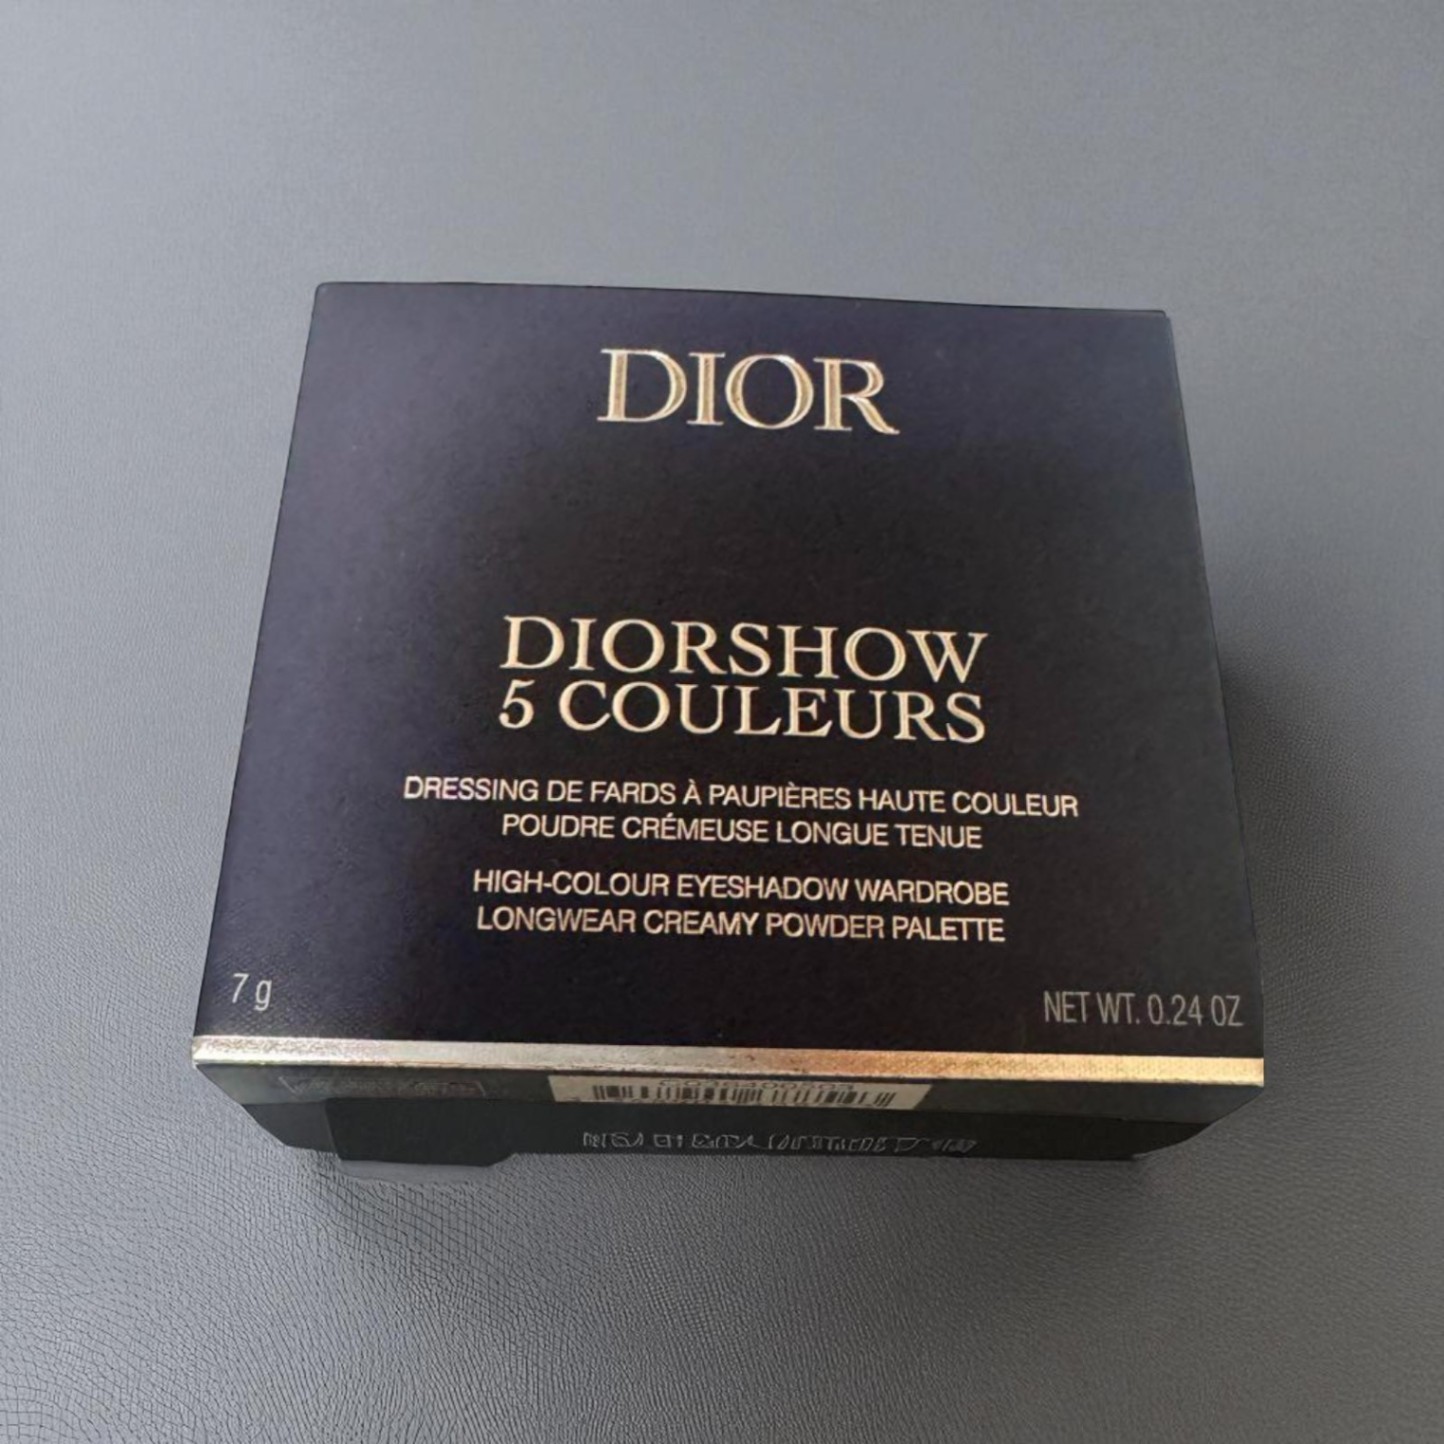 DIOR
DIORSHOW
5 COULEURS
DRESSING DE FARDS À PAUPIÈRES HAUTE COULEUR
POUDRE CRÉMEUSE LONGUE TENUE
HIGH-COLOUR EYESHADOW WARDROBE
LONGWEAR CREAMY POWDER PALETTE
7 g
NET WT. 0.24 OZ